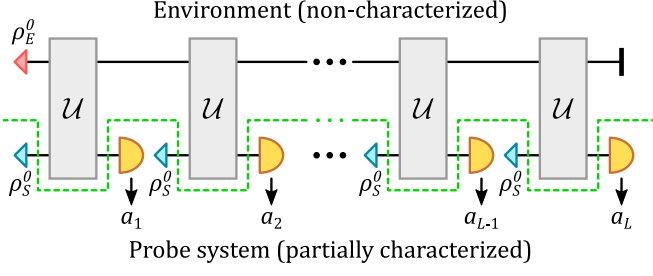 Environment (non-characterized)
ρ_E^0
𝒰 𝒰 ... 𝒰 𝒰
...
...
ρ_S^0 ρ_S^0 ρ_S^0 ρ_S^0
a_1 a_2 a_{L-1} a_L
Probe system (partially characterized)